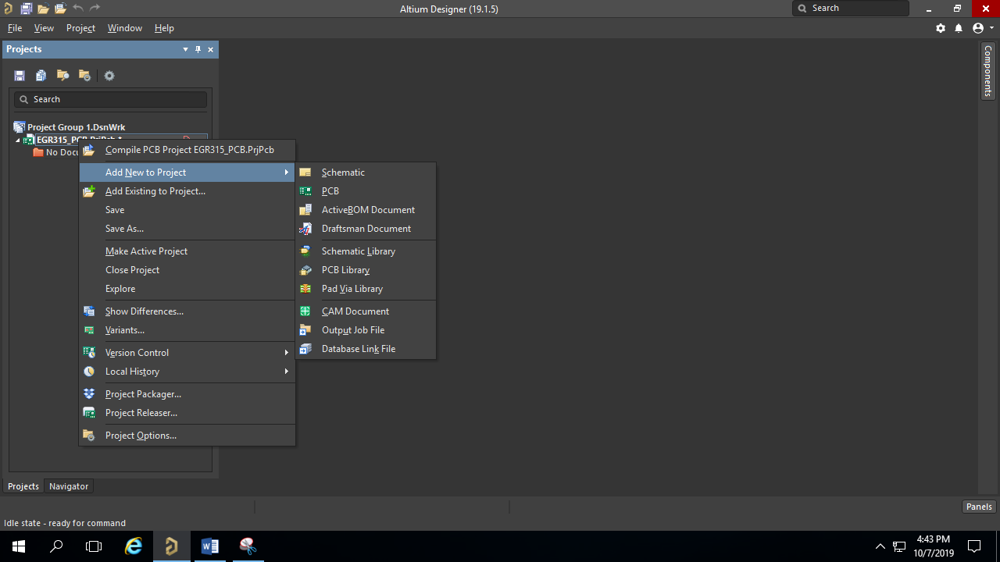 Altium Designer (19.1.5)
Search
File View Project Window Help
Projects
Components
Search
Project Group 1.DsnWrk
EGR315_PCB.PrjPcb *
No Docu
Compile PCB Project EGR315_PCB.PrjPcb
Add New to Project
Add Existing to Project...
Save
Save As...
Make Active Project
Close Project
Explore
Show Differences...
Variants...
Version Control
Local History
Project Packager...
Project Releaser...
Project Options...
Schematic
PCB
ActiveBOM Document
Draftsman Document
Schematic Library
PCB Library
Pad Via Library
CAM Document
Output Job File
Database Link File
Projects Navigator
Panels
Idle state - ready for command
4:43 PM
10/7/2019